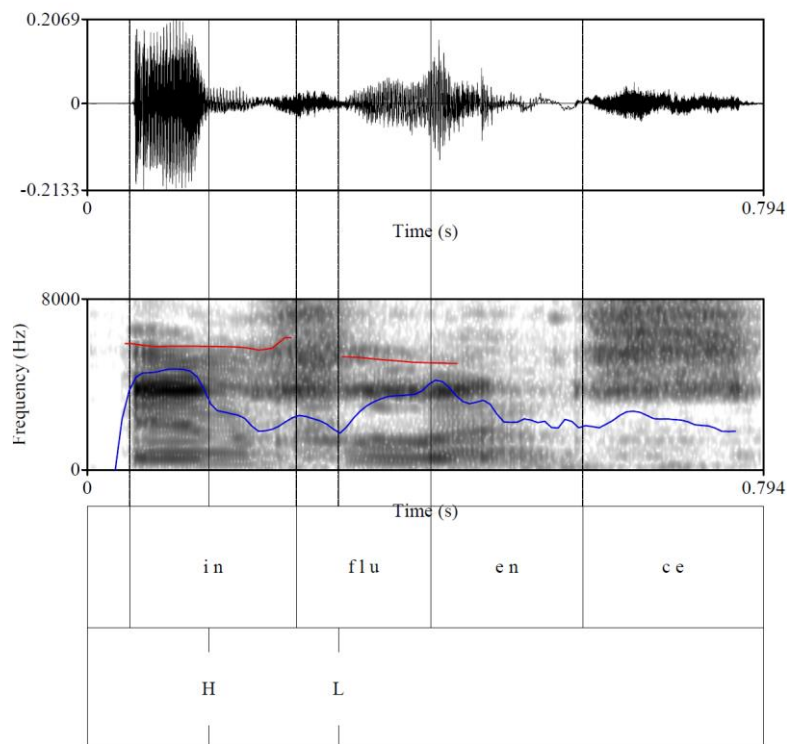 0.2069
0
-0.2133
0 0.794
Time (s)
8000
Frequency (Hz)
0
0 0.794
Time (s)
in flu en ce
H L